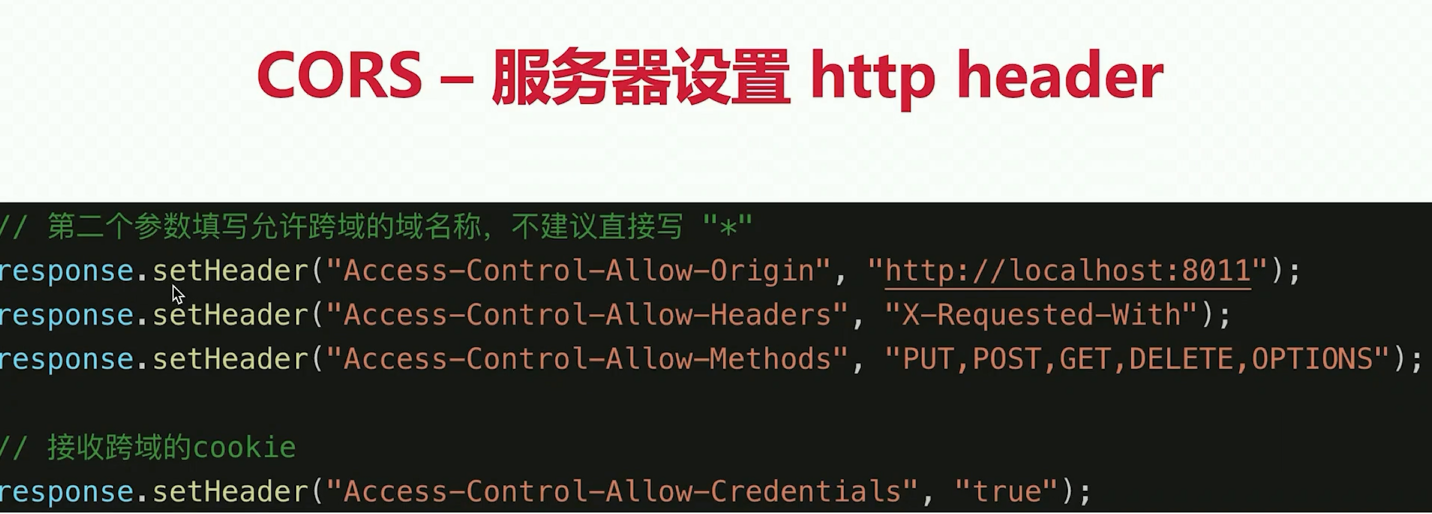 CORS – 服务器设置 http header
// 第二个参数填写允许跨域的域名称，不建议直接写 "*"
response.setHeader("Access-Control-Allow-Origin", "http://localhost:8011");
response.setHeader("Access-Control-Allow-Headers", "X-Requested-With");
response.setHeader("Access-Control-Allow-Methods", "PUT,POST,GET,DELETE,OPTIONS");
// 接收跨域的cookie
response.setHeader("Access-Control-Allow-Credentials", "true");